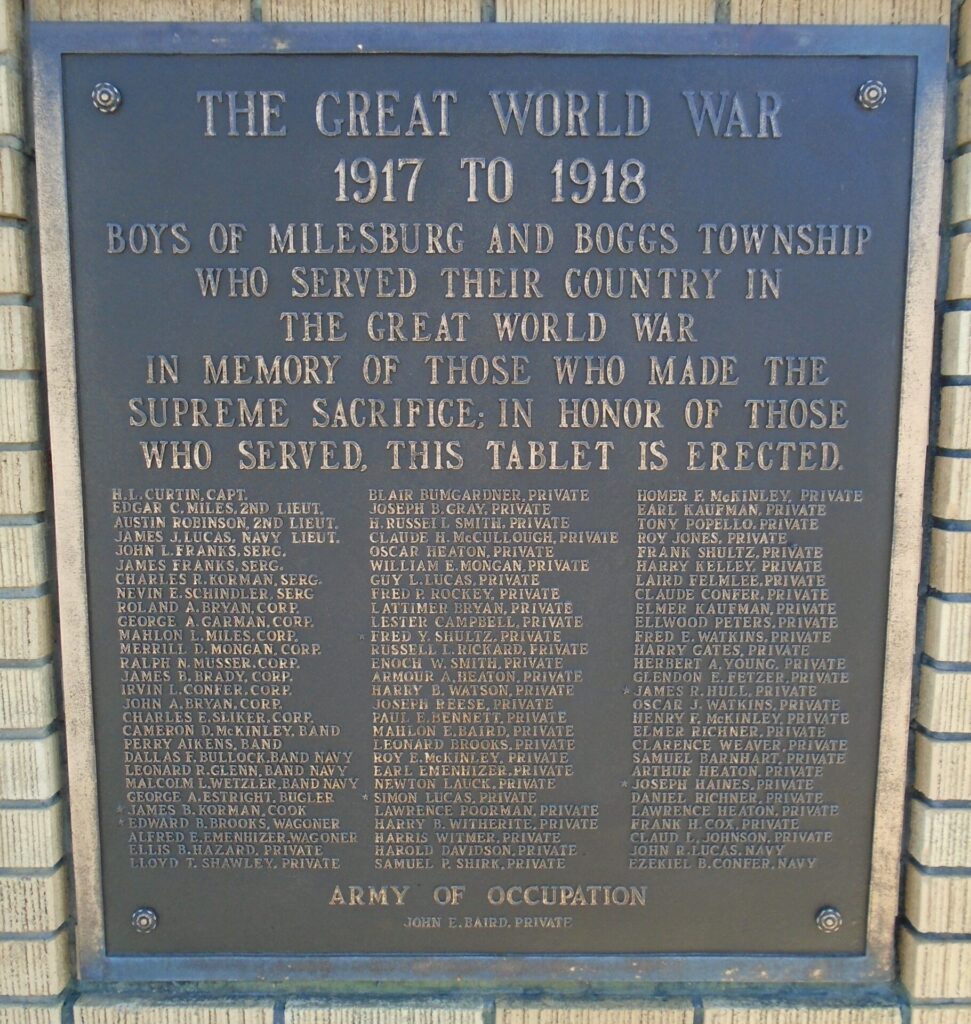 THE GREAT WORLD WAR
1917 TO 1918
BOYS OF MILESBURG AND BOGGS TOWNSHIP
WHO SERVED THEIR COUNTRY IN
THE GREAT WORLD WAR
IN MEMORY OF THOSE WHO MADE THE
SUPREME SACRIFICE; IN HONOR OF THOSE
WHO SERVED, THIS TABLET IS ERECTED.
H.L. CURTIN, CAPT.
EDGAR C. MILES, 2ND LIEUT.
AUSTIN ROBINSON, 2ND LIEUT.
JAMES J. LUCAS, NAVY LIEUT.
JOHN L. FRANKS, SERG.
JAMES FRANKS, SERG.
CHARLES R. KORMAN, SERG.
NEVIN E. SCHINDLER, SERG
ROLAND A. BRYAN, CORP.
GEORGE A. GARMAN, CORP.
MAHLON L. MILES, CORP.
MERRILL D. MONGAN, CORP.
RALPH N. MUSSER, CORP.
JAMES B. BRADY, CORP.
IRVIN L. CONFER, CORP.
JOHN A. BRYAN, CORP.
CHARLES E. SLIKER, CORP.
CAMERON D. McKINLEY, BAND
PERRY AIKENS, BAND
DALLAS F. BULLOCK, BAND NAVY
LEONARD R. GLENN, BAND NAVY
MALCOLM L. WETZLER, BAND NAVY
GEORGE A. ESTRIGHT, BUGLER
* JAMES B. KORMAN, COOK
* EDWARD B. BROOKS, WAGONER
ALFRED E. EMENHIZER, WAGONER
ELLIS B. HAZARD, PRIVATE
LLOYD T. SHAWLEY, PRIVATE
BLAIR BUMGARDNER, PRIVATE
JOSEPH B. GRAY, PRIVATE
H. RUSSELL SMITH, PRIVATE
CLAUDE H. McCULLOUGH, PRIVATE
OSCAR HEATON, PRIVATE
WILLIAM E. MONGAN, PRIVATE
GUY L. LUCAS, PRIVATE
FRED P. ROCKEY, PRIVATE
LATTIMER BRYAN, PRIVATE
LESTER CAMPBELL, PRIVATE
* FRED Y. SHULTZ, PRIVATE
RUSSELL L. RICKARD, PRIVATE
ENOCH W. SMITH, PRIVATE
ARMOUR A. HEATON, PRIVATE
HARRY B. WATSON, PRIVATE
JOSEPH REESE, PRIVATE
PAUL E. BENNETT, PRIVATE
MAHLON E. BAIRD, PRIVATE
LEONARD BROOKS, PRIVATE
ROY E. McKINLEY, PRIVATE
EARL EMENHIZER, PRIVATE
NEWTON LAUCK, PRIVATE
* SIMON LUCAS, PRIVATE
LAWRENCE POORMAN, PRIVATE
HARRY B. WITHERITE, PRIVATE
HARRIS WITMER, PRIVATE
HAROLD DAVIDSON, PRIVATE
SAMUEL P. SHIRK, PRIVATE
HOMER F. McKINLEY, PRIVATE
EARL KAUFMAN, PRIVATE
TONY POPELLO, PRIVATE
ROY JONES, PRIVATE
FRANK SHULTZ, PRIVATE
HARRY KELLEY, PRIVATE
LAIRD FELMLEE, PRIVATE
CLAUDE CONFER, PRIVATE
ELMER KAUFMAN, PRIVATE
ELLWOOD PETERS, PRIVATE
FRED E. WATKINS, PRIVATE
HARRY GATES, PRIVATE
HERBERT A. YOUNG, PRIVATE
GLENDON E. FETZER, PRIVATE
* JAMES R. HULL, PRIVATE
OSCAR J. WATKINS, PRIVATE
HENRY F. McKINLEY, PRIVATE
ELMER RICHNER, PRIVATE
CLARENCE WEAVER, PRIVATE
SAMUEL BARNHART, PRIVATE
ARTHUR HEATON, PRIVATE
* JOSEPH HAINES, PRIVATE
DANIEL RICHNER, PRIVATE
LAWRENCE HEATON, PRIVATE
FRANK H. COX, PRIVATE
CLAUD L. JOHNSON, PRIVATE
JOHN R. LUCAS, NAVY
EZEKIEL B. CONFER, NAVY
ARMY OF OCCUPATION
JOHN E. BAIRD, PRIVATE